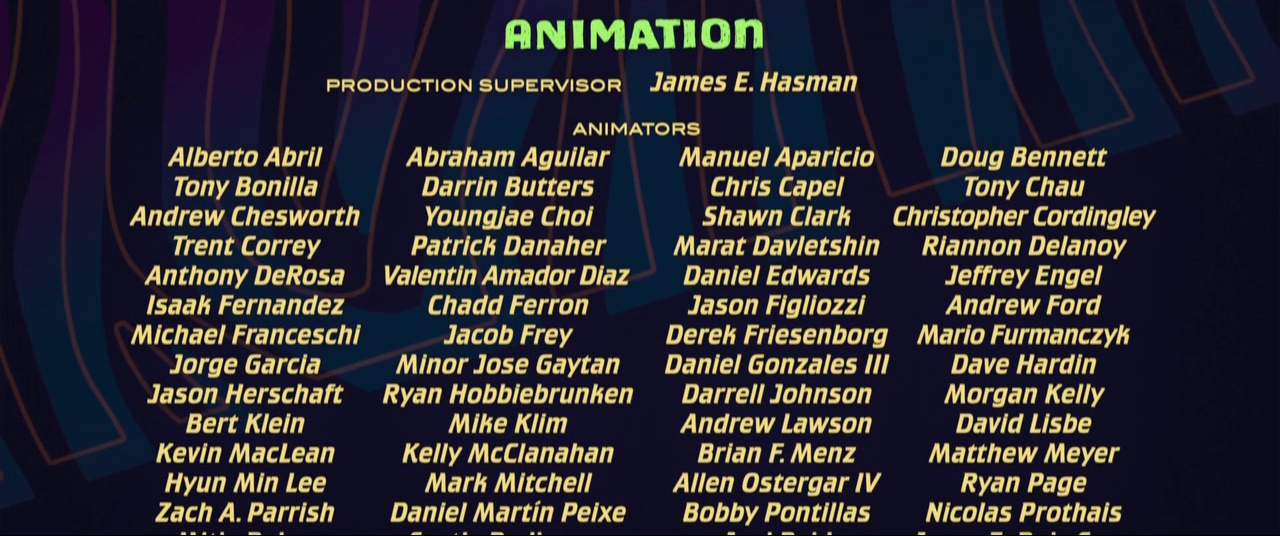 ANIMATION
PRODUCTION SUPERVISOR James E. Hasman
ANIMATORS
Alberto Abril Abraham Aguilar Manuel Aparicio Doug Bennett
Tony Bonilla Darrin Butters Chris Capel Tony Chau
Andrew Chesworth Youngjae Choi Shawn Clark Christopher Cordingley
Trent Correy Patrick Danaher Marat Davletshin Riannon Delanoy
Anthony DeRosa Valentin Amador Diaz Daniel Edwards Jeffrey Engel
Isaak Fernandez Chadd Ferron Jason Figliozzi Andrew Ford
Michael Franceschi Jacob Frey Derek Friesenborg Mario Furmanczyk
Jorge Garcia Minor Jose Gaytan Daniel Gonzales III Dave Hardin
Jason Herschaft Ryan Hobbiebrunken Darrell Johnson Morgan Kelly
Bert Klein Mike Klim Andrew Lawson David Lisbe
Kevin MacLean Kelly McClanahan Brian F. Menz Matthew Meyer
Hyun Min Lee Mark Mitchell Allen Ostergar IV Ryan Page
Zach A. Parrish Daniel Martín Peixe Bobby Pontillas Nicolas Prothais